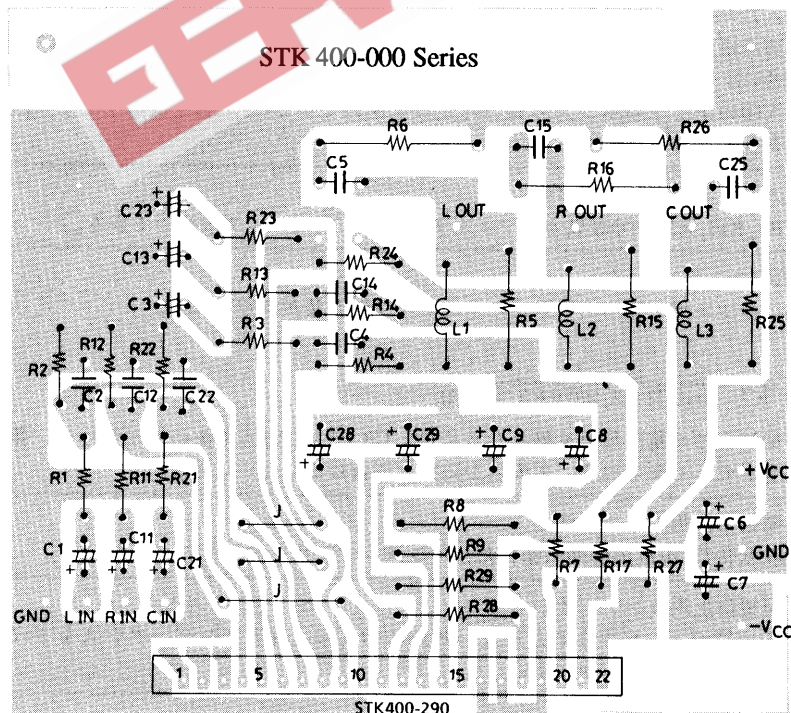 EE
STK 400-000 Series
R6 C15 R26
C5 R16 C25
C23 L OUT R OUT C OUT
R23
C13 R24
R13 C14
C3 R14
R3 C4 L1 R5 L2 R15 L3 R25
R2 R12 R22 R4
C2 C12 C22
C28 C29 C9 C8
R1 R11 R21 + VCC
J R8 C6
C1 C11 C21 R9 R7 R17 R27 GND
J R29 C7
J R28
GND L IN R IN C IN -VCC
1 5 10 15 20 22
STK400-290